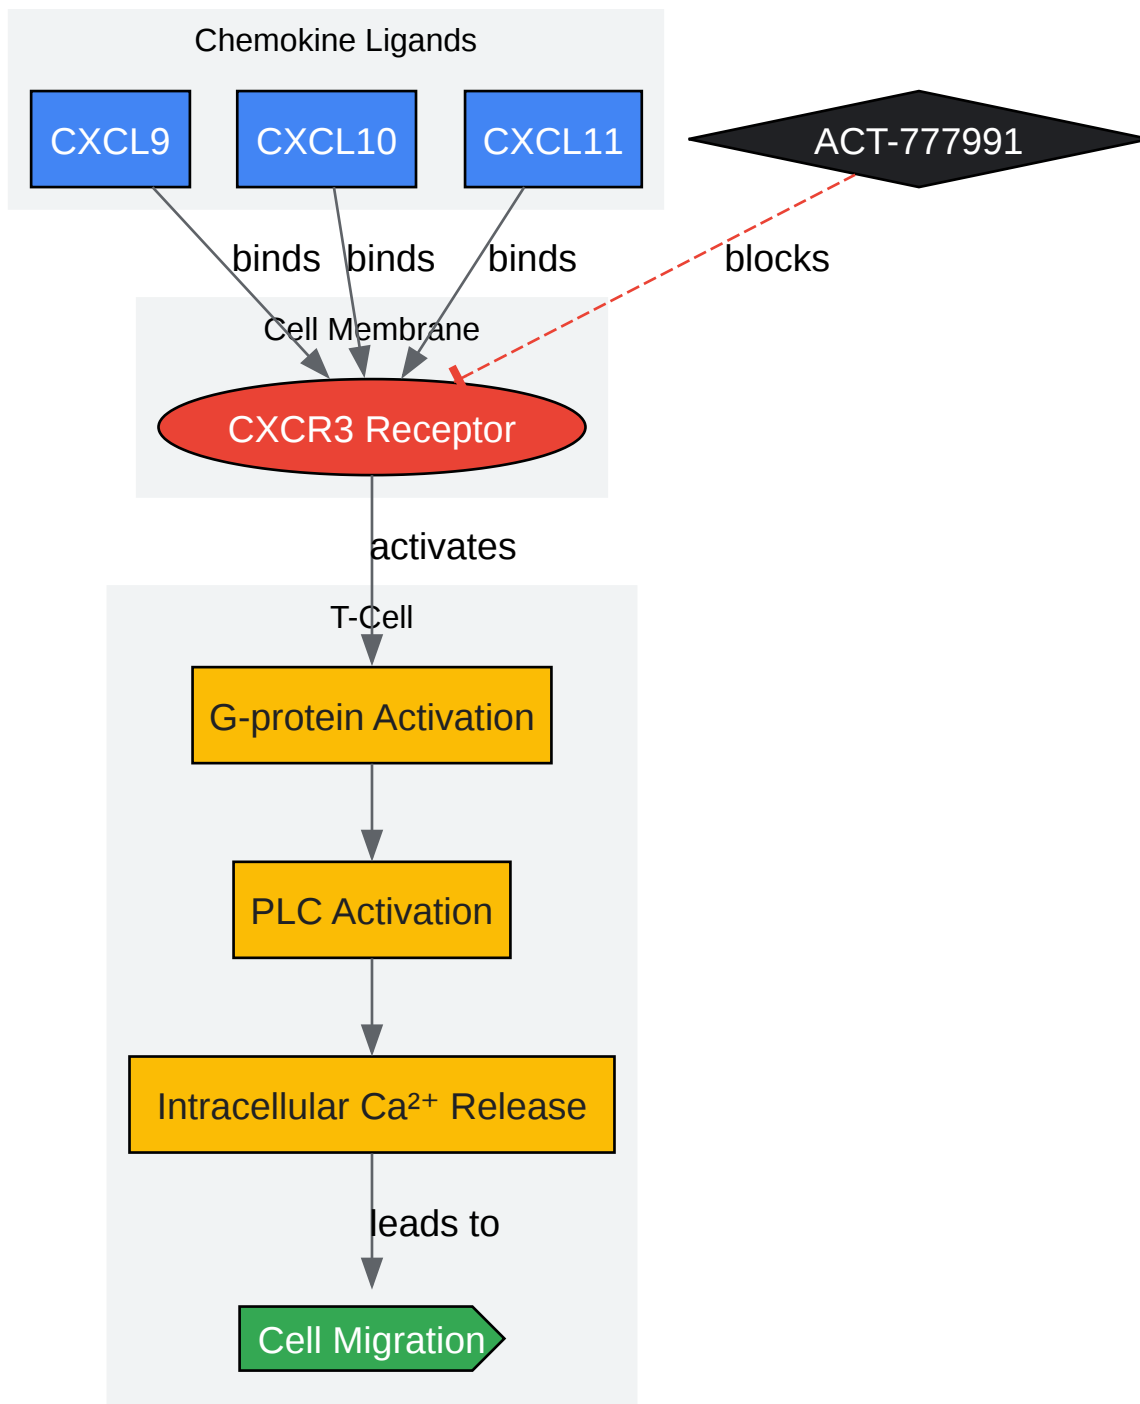 Chemokine Ligands
CXCL9
CXCL10
CXCL11
ACT-777991
binds
binds
binds
blocks
Cell Membrane
CXCR3 Receptor
activates
T-Cell
G-protein Activation
PLC Activation
Intracellular Ca²⁺ Release
leads to
Cell Migration